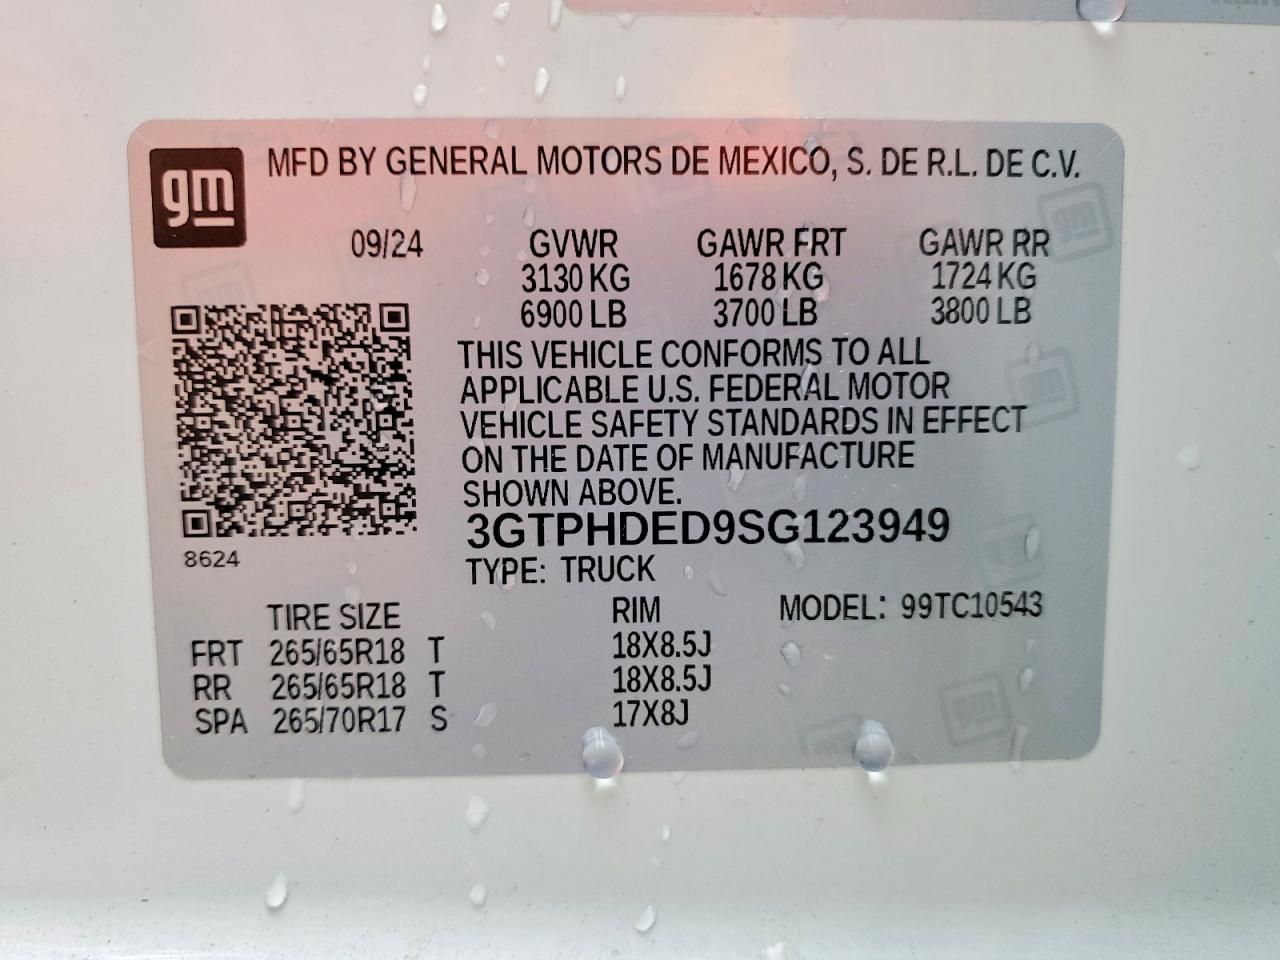 gm
MFD BY GENERAL MOTORS DE MEXICO, S. DE R.L. DE C.V.
09/24 GVWR GAWR FRT GAWR RR
3130 KG 1678 KG 1724 KG
6900 LB 3700 LB 3800 LB
THIS VEHICLE CONFORMS TO ALL
APPLICABLE U.S. FEDERAL MOTOR
VEHICLE SAFETY STANDARDS IN EFFECT
ON THE DATE OF MANUFACTURE
SHOWN ABOVE.
3GTPHDED9SG123949
8624
TYPE: TRUCK
TIRE SIZE RIM MODEL: 99TC10543
FRT 265/65R18 T 18X8.5J
RR 265/65R18 T 18X8.5J
SPA 265/70R17 S 17X8J